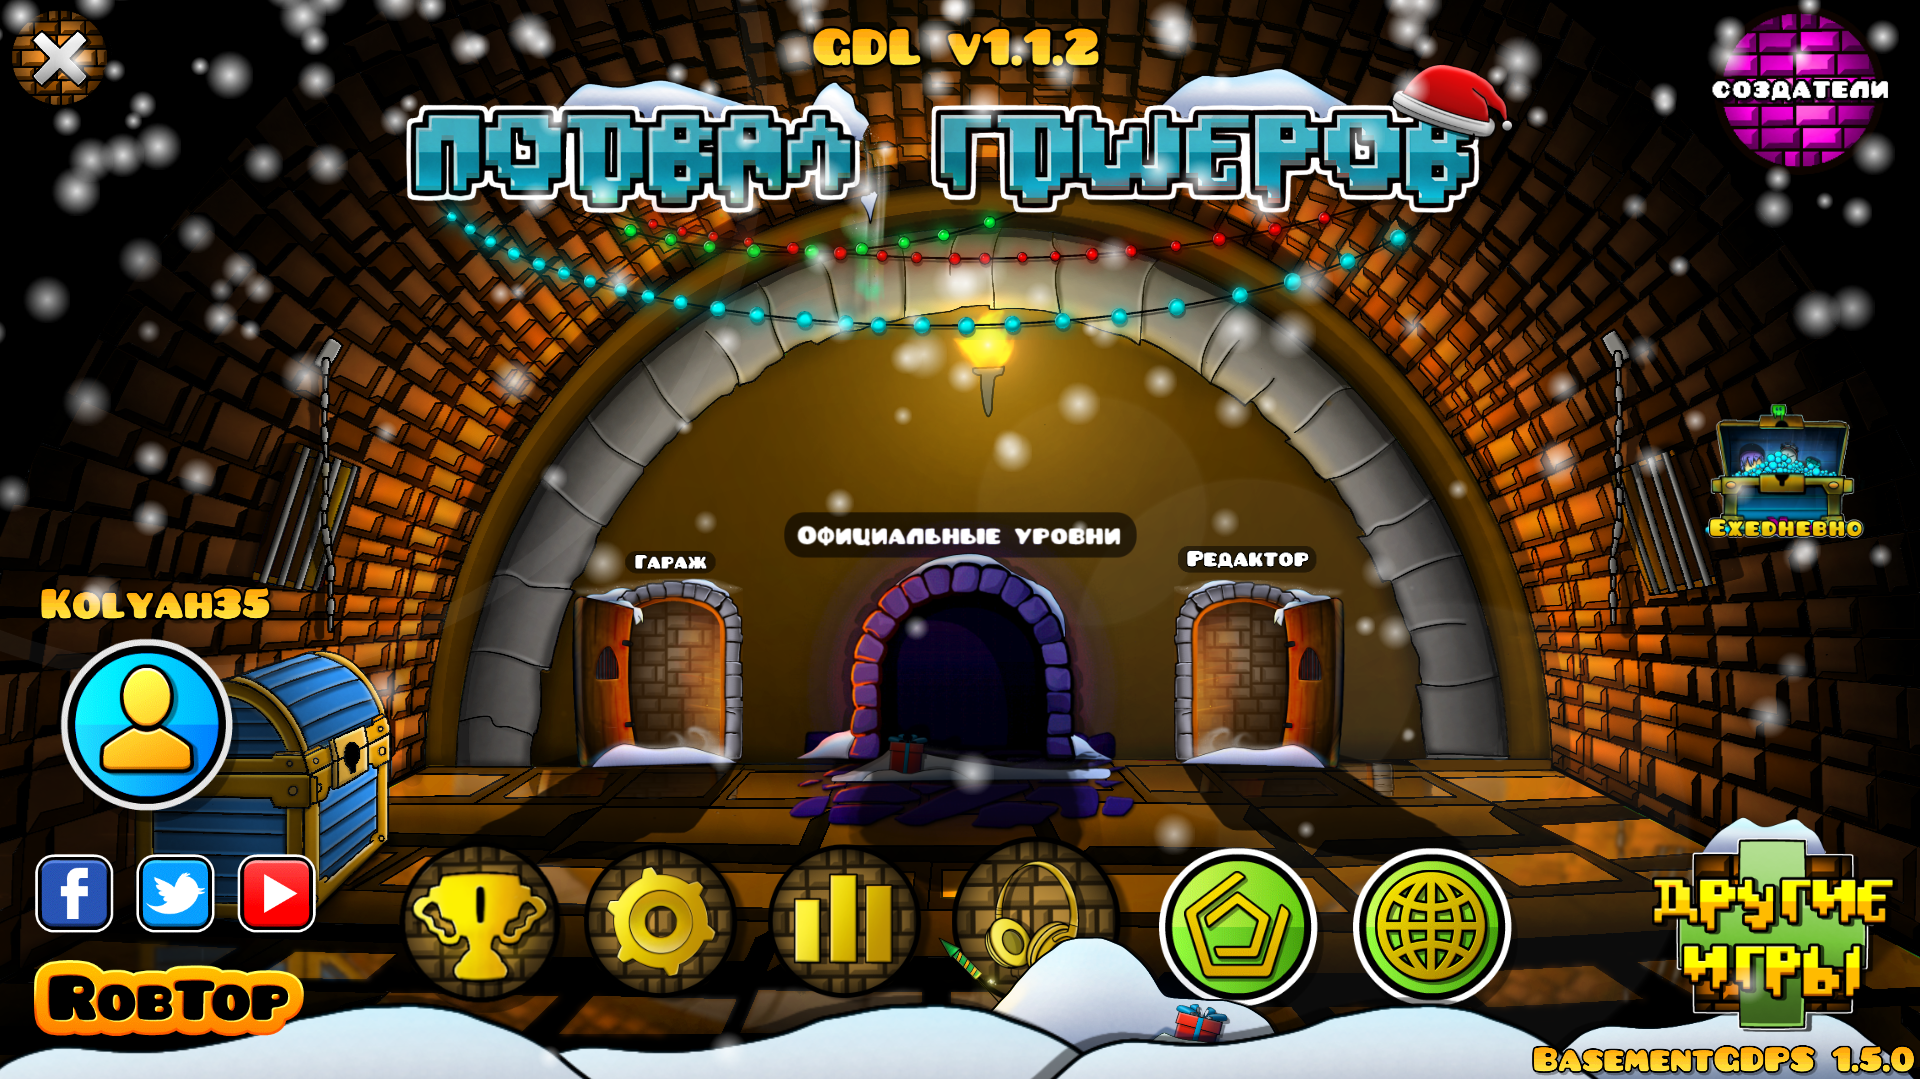 GDL v1.1.2
СОЗДАТЕЛИ
ПОДВАЛ ГДШЕРОВ
Официальные уровни
Гараж
Редактор
Ежедневно
Kolyah35
RobTop
ДРУГИЕ
ИГРЫ
BasementGDPS 1.5.0